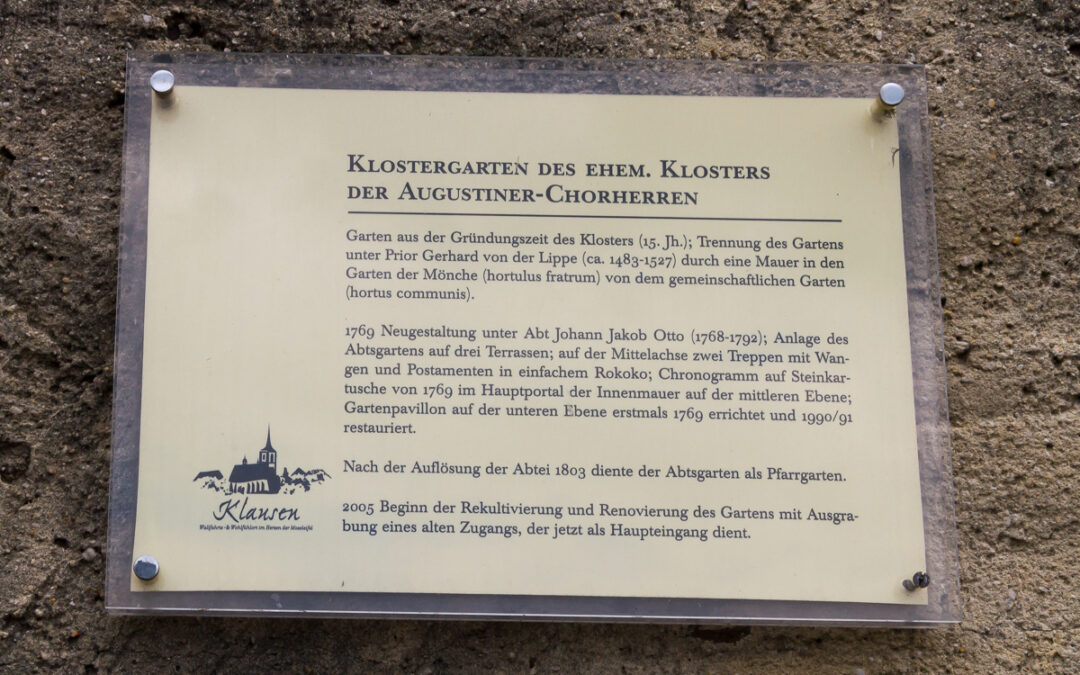 Klostergarten des ehem. Klosters
der Augustiner-Chorherren
Garten aus der Gründungszeit des Klosters (15. Jh.); Trennung des Gartens
unter Prior Gerhard von der Lippe (ca. 1483-1527) durch eine Mauer in den
Garten der Mönche (hortulus fratrum) von dem gemeinschaftlichen Garten
(hortus communis).
1769 Neugestaltung unter Abt Johann Jakob Otto (1768-1792); Anlage des
Abtsgartens auf drei Terrassen; auf der Mittelachse zwei Treppen mit Wan-
gen und Postamenten in einfachem Rokoko; Chronogramm auf Steinkar-
tusche von 1769 im Hauptportal der Innenmauer auf der mittleren Ebene;
Gartenpavillon auf der unteren Ebene erstmals 1769 errichtet und 1990/91
restauriert.
Nach der Auflösung der Abtei 1803 diente der Abtsgarten als Pfarrgarten.
2005 Beginn der Rekultivierung und Renovierung des Gartens mit Ausgra-
bung eines alten Zugangs, der jetzt als Haupteingang dient.
Klausen
Wallfahrts- & Wohlfühlort im Herzen der Moseleifel